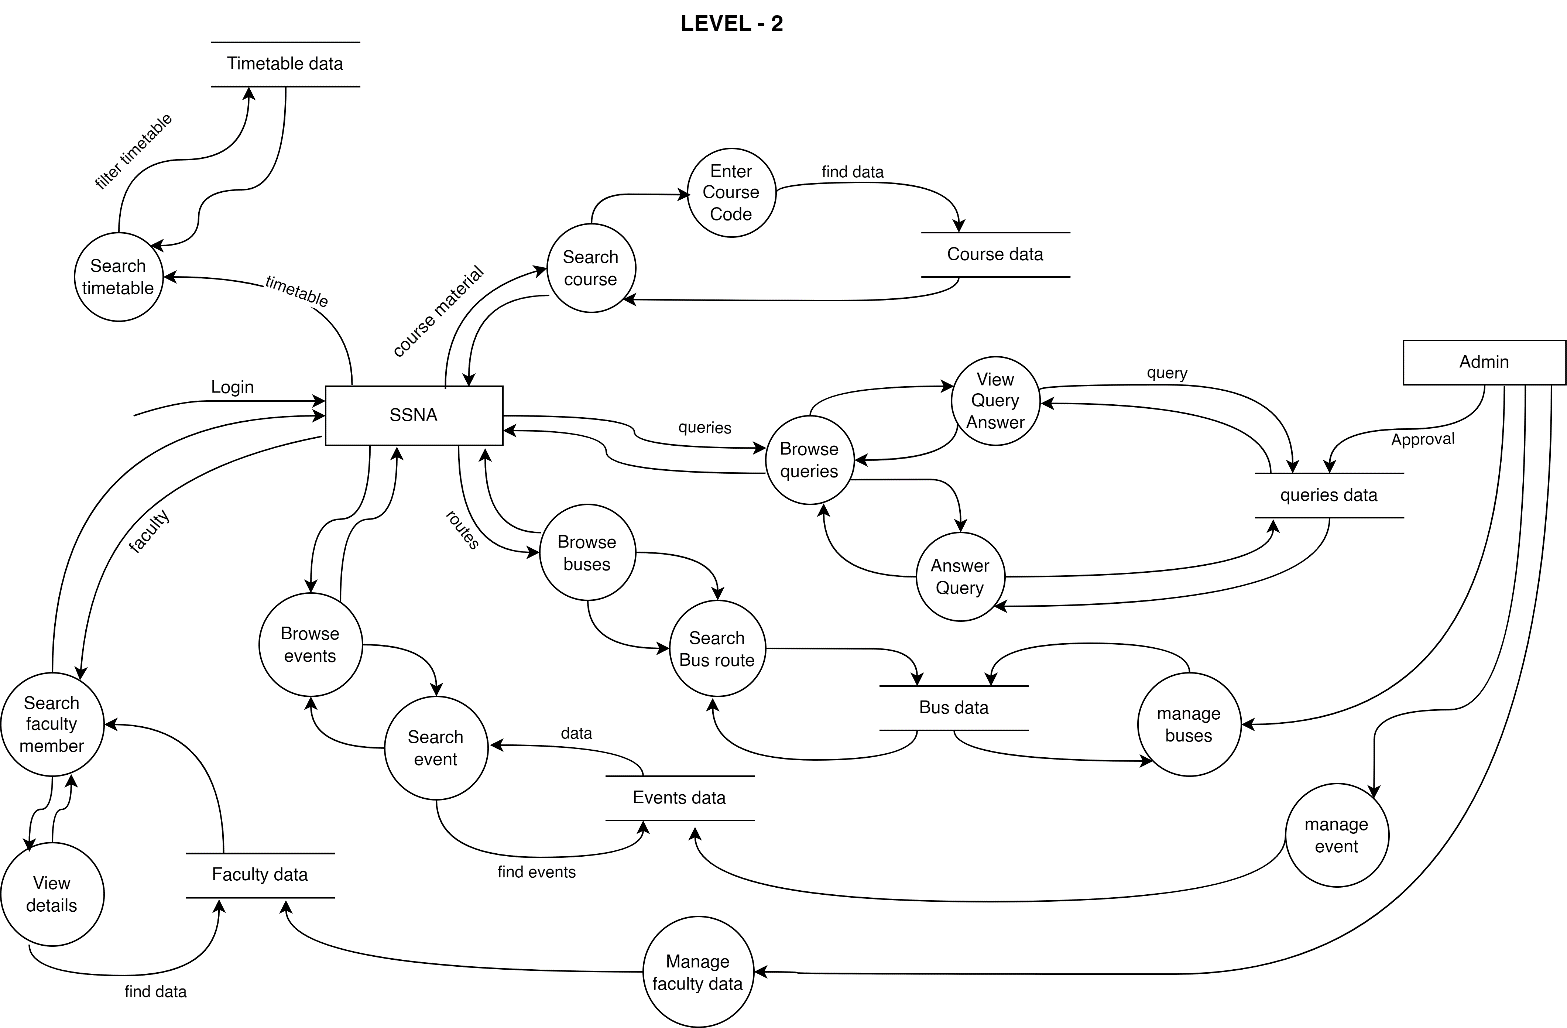 LEVEL - 2
Timetable data
filter timetable
Enter
Course
Code
find data
Search
course
Course data
Search
timetable
timetable
course material
Admin
Login
SSNA
View
Query
Answer
query
queries
Browse
queries
Approval
queries data
faculty
routes
Browse
buses
Answer
Query
Browse
events
Search
Bus route
Search
faculty
member
Search
event
data
Bus data
manage
buses
Events data
manage
event
find events
View
details
Faculty data
Manage
faculty data
find data